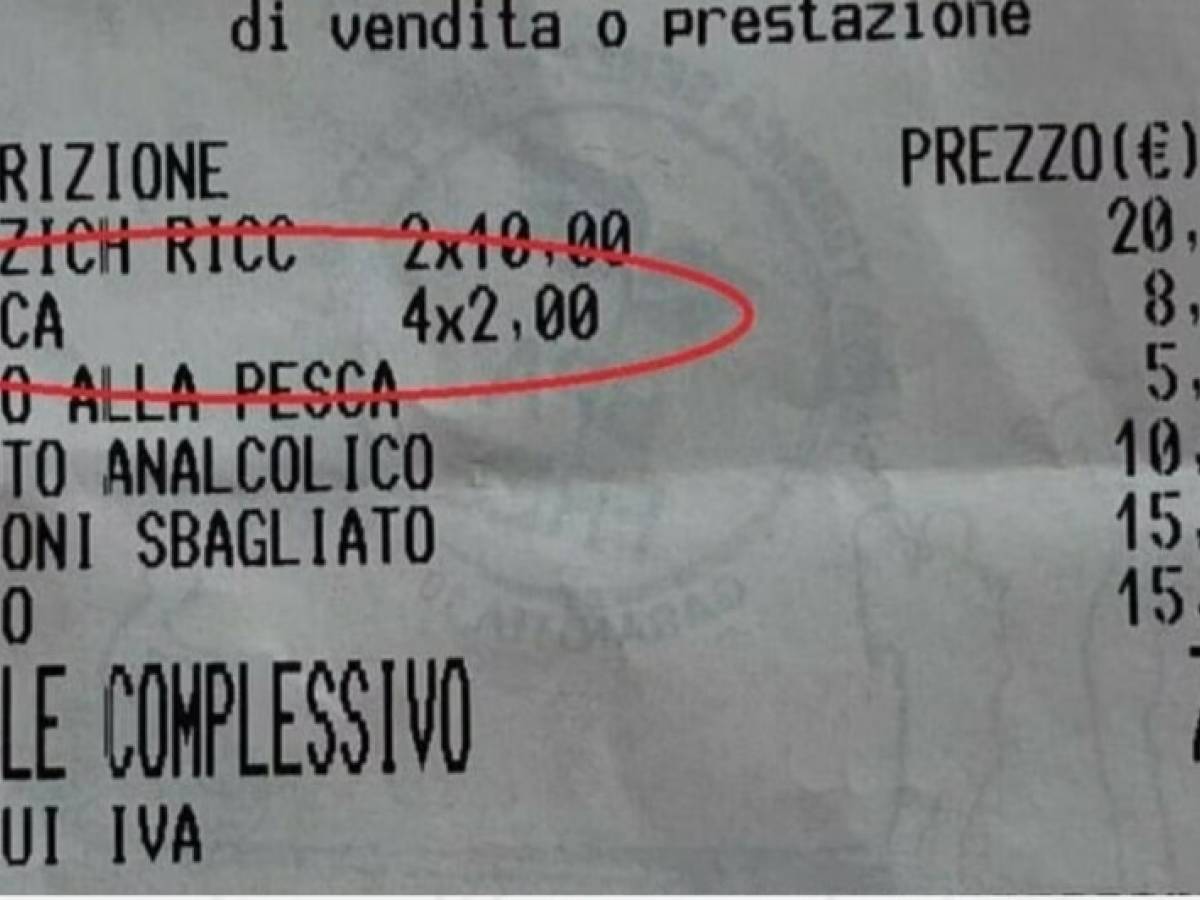 di vendita o prestazione
RIZIONE PREZZO(€)
ZICH RICC 2x10,00 20,
CA 4x2,00 8,
O ALLA PESCA 5,
TO ANALCOLICO 10,
ONI SBAGLIATO 15,
O 15,
LE COMPLESSIVO 7
UI IVA